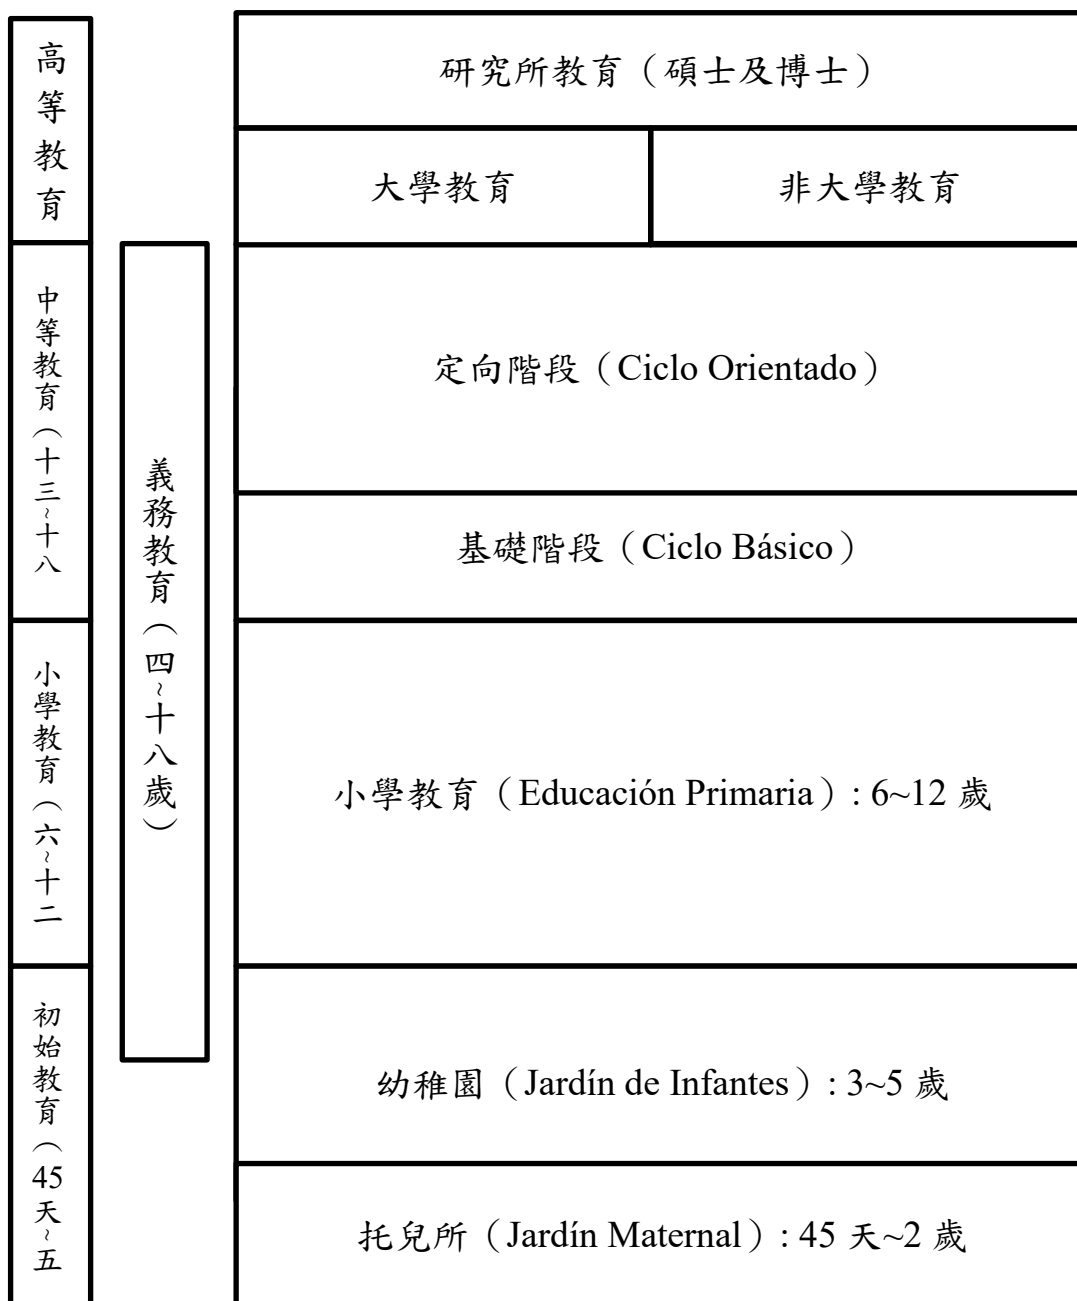 高等教育
研究所教育（碩士及博士）
大學教育
非大學教育
中等教育（十三~十八
義務教育（四~十八歲）
定向階段（Ciclo Orientado）
基礎階段（Ciclo Básico）
小學教育（六~十二
小學教育（Educación Primaria）: 6~12 歲
初始教育（45天~五
幼稚園（Jardín de Infantes）: 3~5 歲
托兒所（Jardín Maternal）: 45 天~2 歲